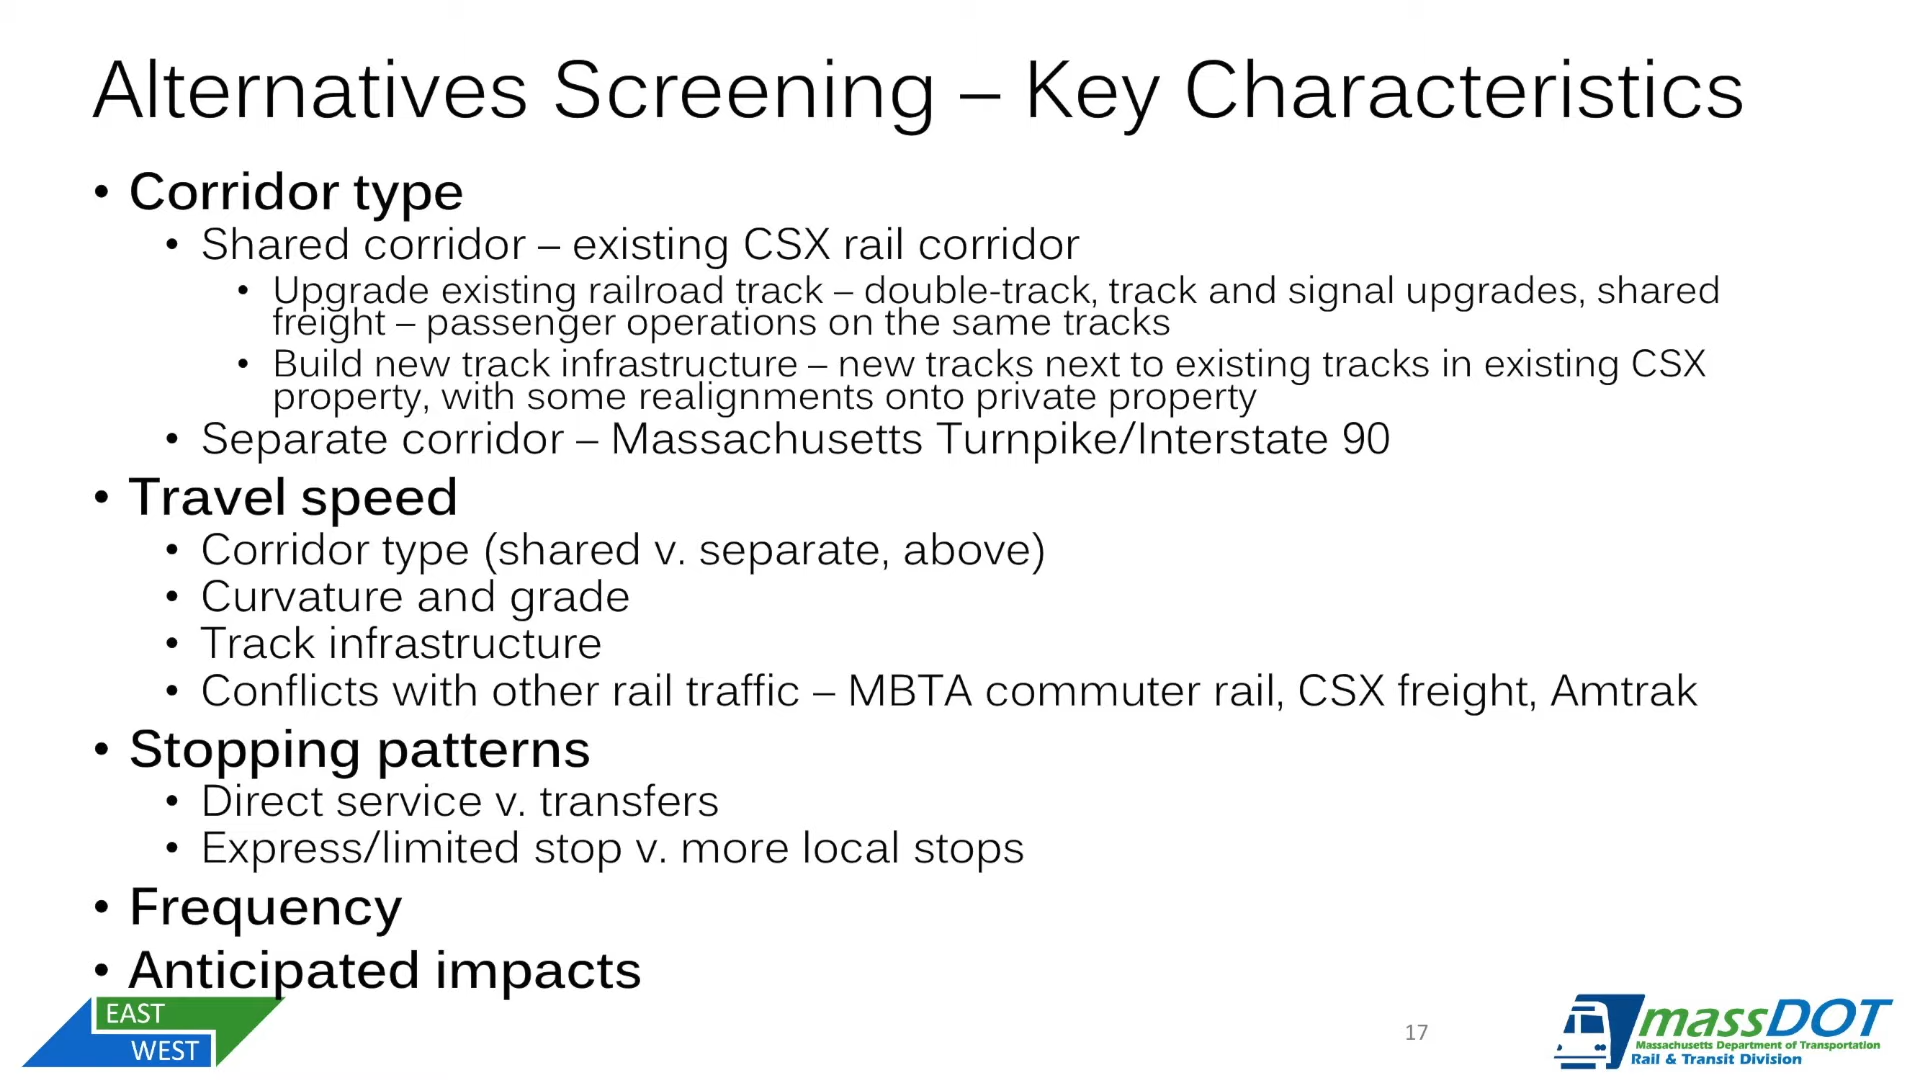 Alternatives Screening – Key Characteristics
• Corridor type
• Shared corridor – existing CSX rail corridor
• Upgrade existing railroad track – double-track, track and signal upgrades, shared
freight – passenger operations on the same tracks
• Build new track infrastructure – new tracks next to existing tracks in existing CSX
property, with some realignments onto private property
• Separate corridor – Massachusetts Turnpike/Interstate 90
• Travel speed
• Corridor type (shared v. separate, above)
• Curvature and grade
• Track infrastructure
• Conflicts with other rail traffic – MBTA commuter rail, CSX freight, Amtrak
• Stopping patterns
• Direct service v. transfers
• Express/limited stop v. more local stops
• Frequency
• Anticipated impacts
EAST
WEST
17
massDOT
Massachusetts Department of Transportation
Rail & Transit Division